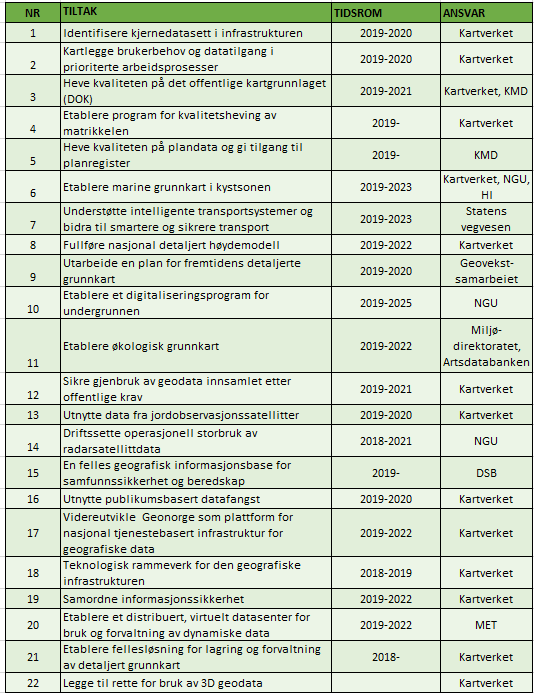 NR TILTAK TIDSROM ANSVAR
1 Identifisere kjernedatasett i infrastrukturen 2019-2020 Kartverket
2 Kartlegge brukerbehov og datatilgang i
prioriterte arbeidsprosesser 2019-2020 Kartverket
3 Heve kvaliteten på det offentlige kartgrunnlaget
(DOK) 2019-2021 Kartverket, KMD
4 Etablere program for kvalitetsheving av
matrikkelen 2019- Kartverket
5 Heve kvaliteten på plandata og gi tilgang til
planregister 2019- KMD
6 Etablere marine grunnkart i kystsonen 2019-2023 Kartverket, NGU,
HI
7 Understøtte intelligente transportsystemer og
bidra til smartere og sikrere transport 2019-2023 Statens
vegvesen
8 Fullføre nasjonal detaljert høydemodell 2019-2022 Kartverket
9 Utarbeide en plan for fremtidens detaljerte
grunnkart 2019-2020 Geovekst-
samarbeiet
10 Etablere et digitaliseringsprogram for
undergrunnen 2019-2025 NGU
11 Etablere økologisk grunnkart 2019-2022 Miljø-
direktoratet,
Artsdatabanken
12 Sikre gjenbruk av geodata innsamlet etter
offentlige krav 2019-2021 Kartverket
13 Utnytte data fra jordobservasjonssatellitter 2019-2020 Kartverket
14 Driftssette operasjonell storbruk av
radarsatellittdata 2018-2021 NGU
15 En felles geografisk informasjonsbase for
samfunnssikkerhet og beredskap 2019- DSB
16 Utnytte publikumsbasert datafangst 2019-2020 Kartverket
17 Videreutvikle Geonorge som plattform for
nasjonal tjenestebasert infrastruktur for
geografiske data 2019-2022 Kartverket
18 Teknologisk rammeverk for den geografiske
infrastrukturen 2018-2019 Kartverket
19 Samordne informasjonssikkerhet 2019-2022 Kartverket
20 Etablere et distribuert, virtuelt datasenter for
bruk og forvaltning av dynamiske data 2019-2022 MET
21 Etablere fellesløsning for lagring og forvaltning
av detaljert grunnkart 2018- Kartverket
22 Legge til rette for bruk av 3D geodata Kartverket